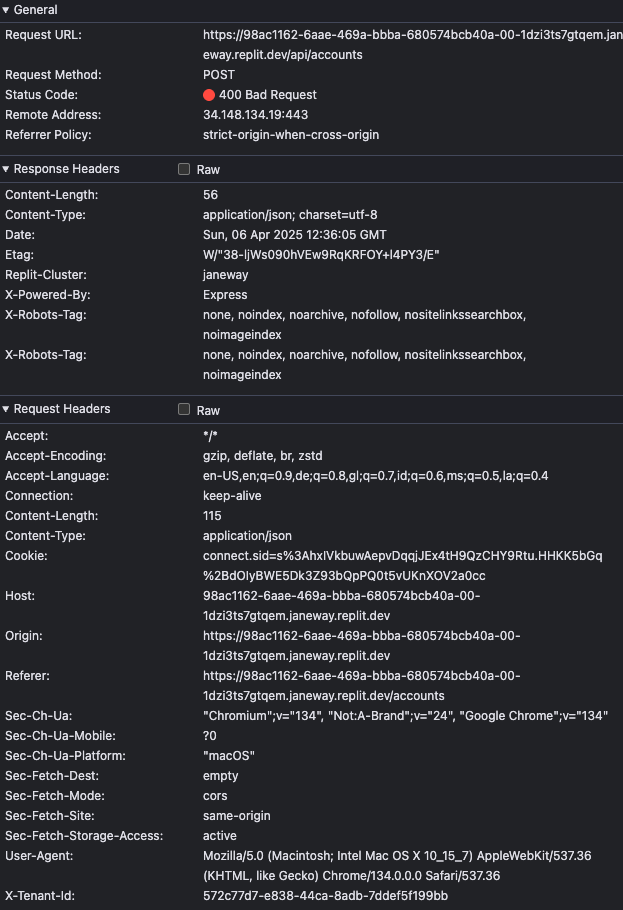 ▼ General
Request URL: https://98ac1162-6aae-469a-bbba-680574bcb40a-00-1dzi3ts7gtqem.jan
eway.replit.dev/api/accounts
Request Method: POST
Status Code: 400 Bad Request
Remote Address: 34.148.134.19:443
Referrer Policy: strict-origin-when-cross-origin
▼ Response Headers Raw
Content-Length: 56
Content-Type: application/json; charset=utf-8
Date: Sun, 06 Apr 2025 12:36:05 GMT
Etag: W/"38-ljWs090hVEw9RqKRFOY+l4PY3/E"
Replit-Cluster: janeway
X-Powered-By: Express
X-Robots-Tag: none, noindex, noarchive, nofollow, nositelinkssearchbox,
noimageindex
X-Robots-Tag: none, noindex, noarchive, nofollow, nositelinkssearchbox,
noimageindex
▼ Request Headers Raw
Accept: */*
Accept-Encoding: gzip, deflate, br, zstd
Accept-Language: en-US,en;q=0.9,de;q=0.8,gl;q=0.7,id;q=0.6,ms;q=0.5,la;q=0.4
Connection: keep-alive
Content-Length: 115
Content-Type: application/json
Cookie: connect.sid=s%3AhxIVkbuwAepvDqqjJEx4tH9QzCHY9Rtu.HHKK5bGq
%2BdOIyBWE5Dk3Z93bQpPQ0t5vUKnXOV2a0cc
Host: 98ac1162-6aae-469a-bbba-680574bcb40a-00-
1dzi3ts7gtqem.janeway.replit.dev
Origin: https://98ac1162-6aae-469a-bbba-680574bcb40a-00-
1dzi3ts7gtqem.janeway.replit.dev
Referer: https://98ac1162-6aae-469a-bbba-680574bcb40a-00-
1dzi3ts7gtqem.janeway.replit.dev/accounts
Sec-Ch-Ua: "Chromium";v="134", "Not:A-Brand";v="24", "Google Chrome";v="134"
Sec-Ch-Ua-Mobile: ?0
Sec-Ch-Ua-Platform: "macOS"
Sec-Fetch-Dest: empty
Sec-Fetch-Mode: cors
Sec-Fetch-Site: same-origin
Sec-Fetch-Storage-Access: active
User-Agent: Mozilla/5.0 (Macintosh; Intel Mac OS X 10_15_7) AppleWebKit/537.36
(KHTML, like Gecko) Chrome/134.0.0.0 Safari/537.36
X-Tenant-Id: 572c77d7-e838-44ca-8adb-7ddef5f199bb